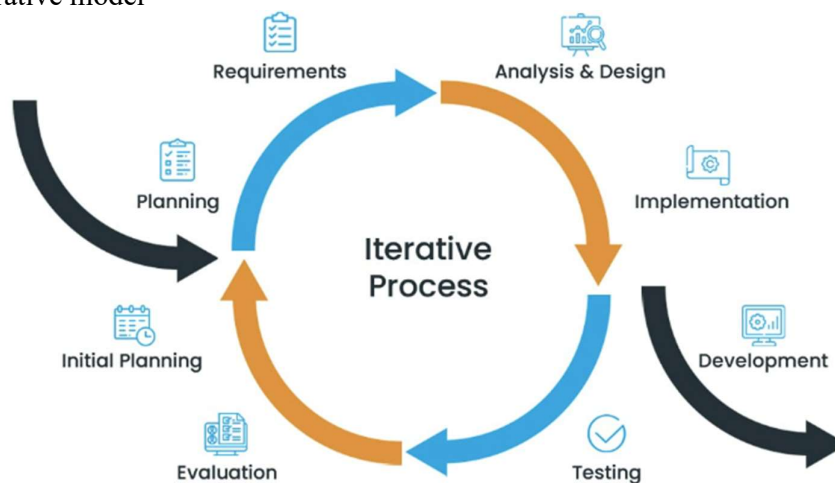 Requirements
Analysis & Design
Planning
Implementation
Iterative
Process
Initial Planning
Development
Evaluation
Testing